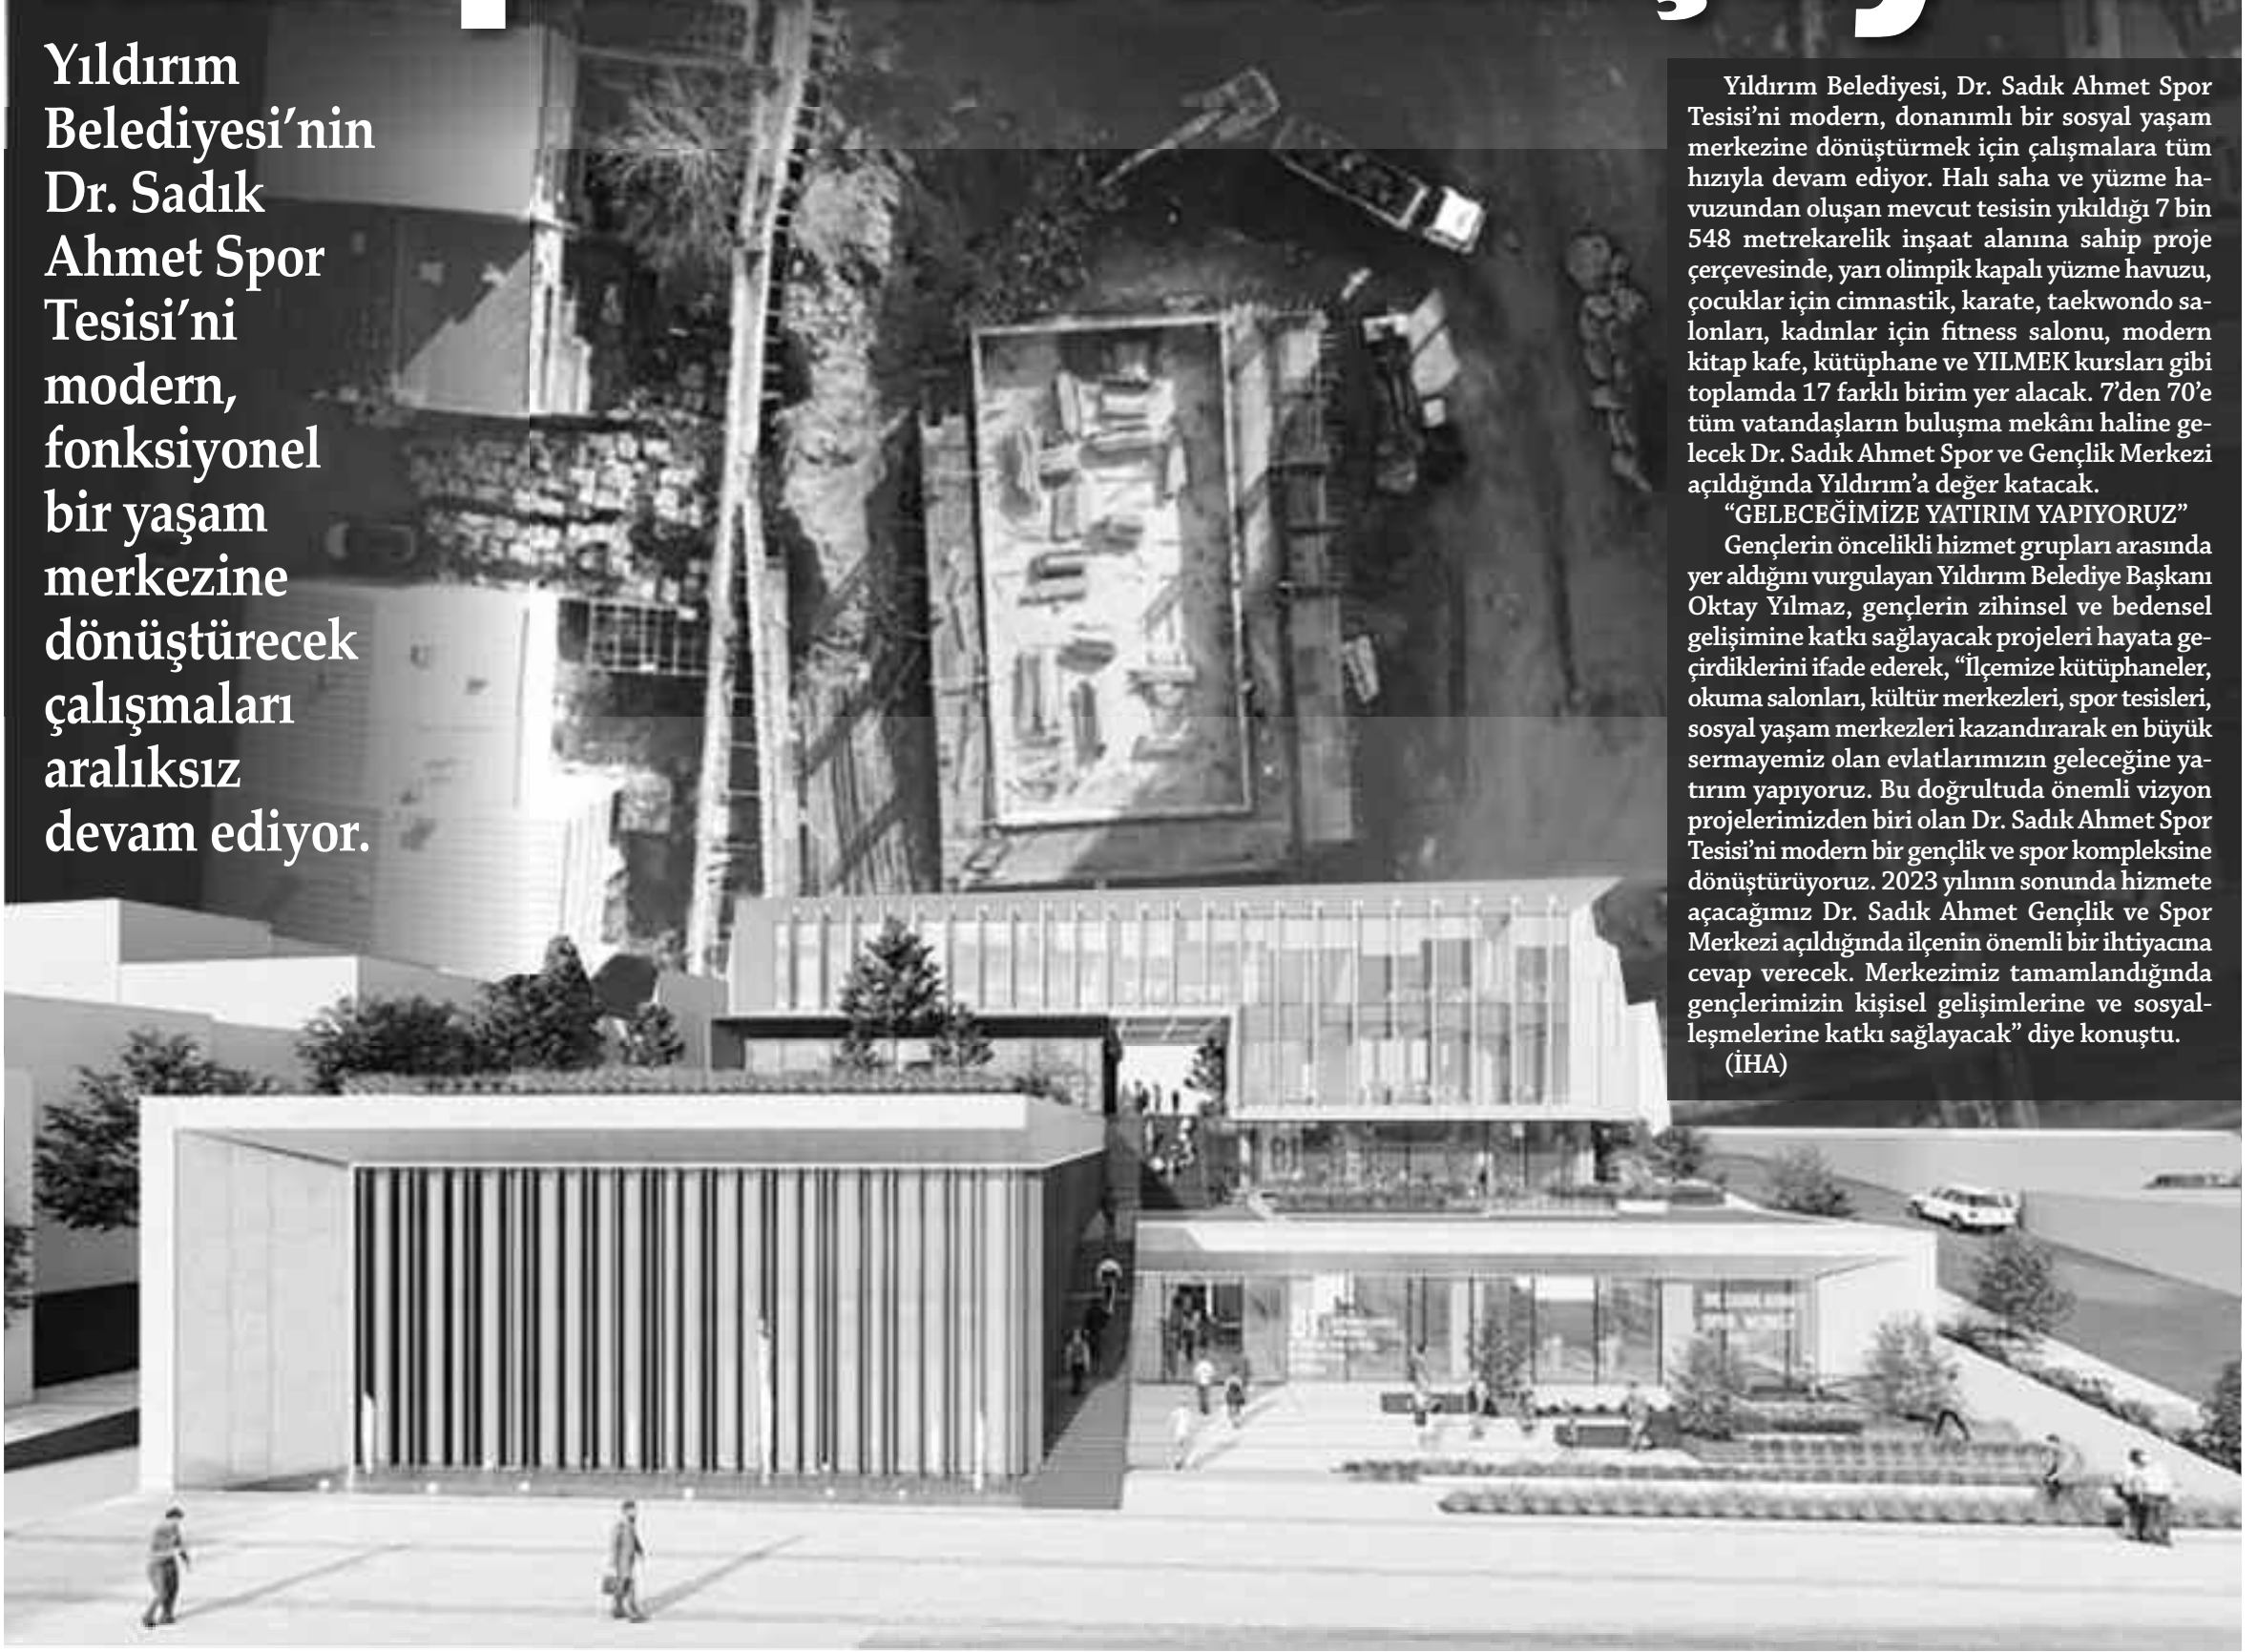 Yıldırım
Belediyesi’nin
Dr. Sadık
Ahmet Spor
Tesisi’ni
modern,
fonksiyonel
bir yaşam
merkezine
dönüştürecek
çalışmaları
aralıksız
devam ediyor.
Yıldırım Belediyesi, Dr. Sadık Ahmet Spor
Tesisi’ni modern, donanımlı bir sosyal yaşam
merkezine dönüştürmek için çalışmalara tüm
hızıyla devam ediyor. Halı saha ve yüzme ha-
vuzundan oluşan mevcut tesisin yıkıldığı 7 bin
548 metrekarelik inşaat alanına sahip proje
çerçevesinde, yarı olimpik kapalı yüzme havuzu,
çocuklar için cimnastik, karate, taekwondo sa-
lonları, kadınlar için fitness salonu, modern
kitap kafe, kütüphane ve YILMEK kursları gibi
toplamda 17 farklı birim yer alacak. 7’den 70’e
tüm vatandaşların buluşma mekânı haline ge-
lecek Dr. Sadık Ahmet Spor ve Gençlik Merkezi
açıldığında Yıldırım’a değer katacak.
“GELECEĞİMİZE YATIRIM YAPIYORUZ”
Gençlerin öncelikli hizmet grupları arasında
yer aldığını vurgulayan Yıldırım Belediye Başkanı
Oktay Yılmaz, gençlerin zihinsel ve bedensel
gelişimine katkı sağlayacak projeleri hayata ge-
çirdiklerini ifade ederek, “İlçemize kütüphaneler,
okuma salonları, kültür merkezleri, spor tesisleri,
sosyal yaşam merkezleri kazandırarak en büyük
sermayemiz olan evlatlarımızın geleceğine ya-
tırım yapıyoruz. Bu doğrultuda önemli vizyon
projelerimizden biri olan Dr. Sadık Ahmet Spor
Tesisi’ni modern bir gençlik ve spor kompleksine
dönüştürüyoruz. 2023 yılının sonunda hizmete
açacağımız Dr. Sadık Ahmet Gençlik ve Spor
Merkezi açıldığında ilçenin önemli bir ihtiyacına
cevap verecek. Merkezimiz tamamlandığında
gençlerimizin kişisel gelişimlerine ve sosyal-
leşmelerine katkı sağlayacak” diye konuştu.
(İHA)